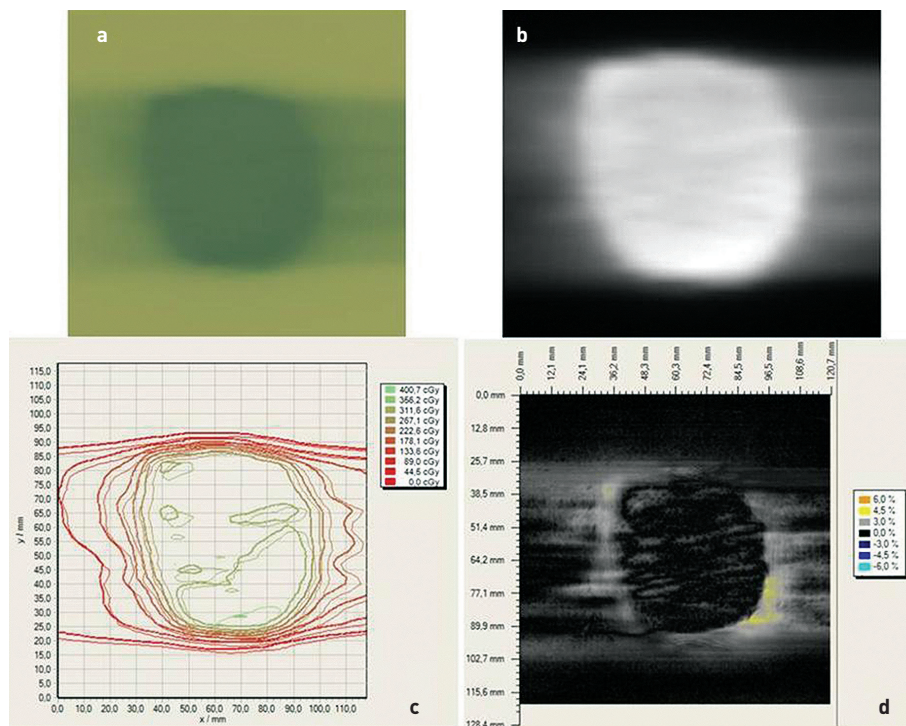 a
b
115,0
110,0
105,0
100,0
95,0
90,0
85,0
80,0
75,0
70,0
65,0
60,0
55,0
50,0
45,0
40,0
35,0
30,0
25,0
20,0
15,0
10,0
5,0
0,0
y / mm
0,0 10,0 20,0 30,0 40,0 50,0 60,0 70,0 80,0 90,0 100,0 110,0
x / mm
400,7 cGy
356,2 cGy
311,6 cGy
267,1 cGy
222,6 cGy
178,1 cGy
133,6 cGy
89,0 cGy
44,5 cGy
0,0 cGy
c
0,0 mm
12,1 mm
24,1 mm
36,2 mm
48,3 mm
60,3 mm
72,4 mm
84,5 mm
96,5 mm
108,6 mm
120,7 mm
0,0 mm
12,8 mm
25,7 mm
38,5 mm
51,4 mm
64,2 mm
77,1 mm
89,9 mm
102,7 mm
115,6 mm
128,4 mm
6,0 %
4,5 %
3,0 %
0,0 %
-3,0 %
-4,5 %
-6,0 %
d